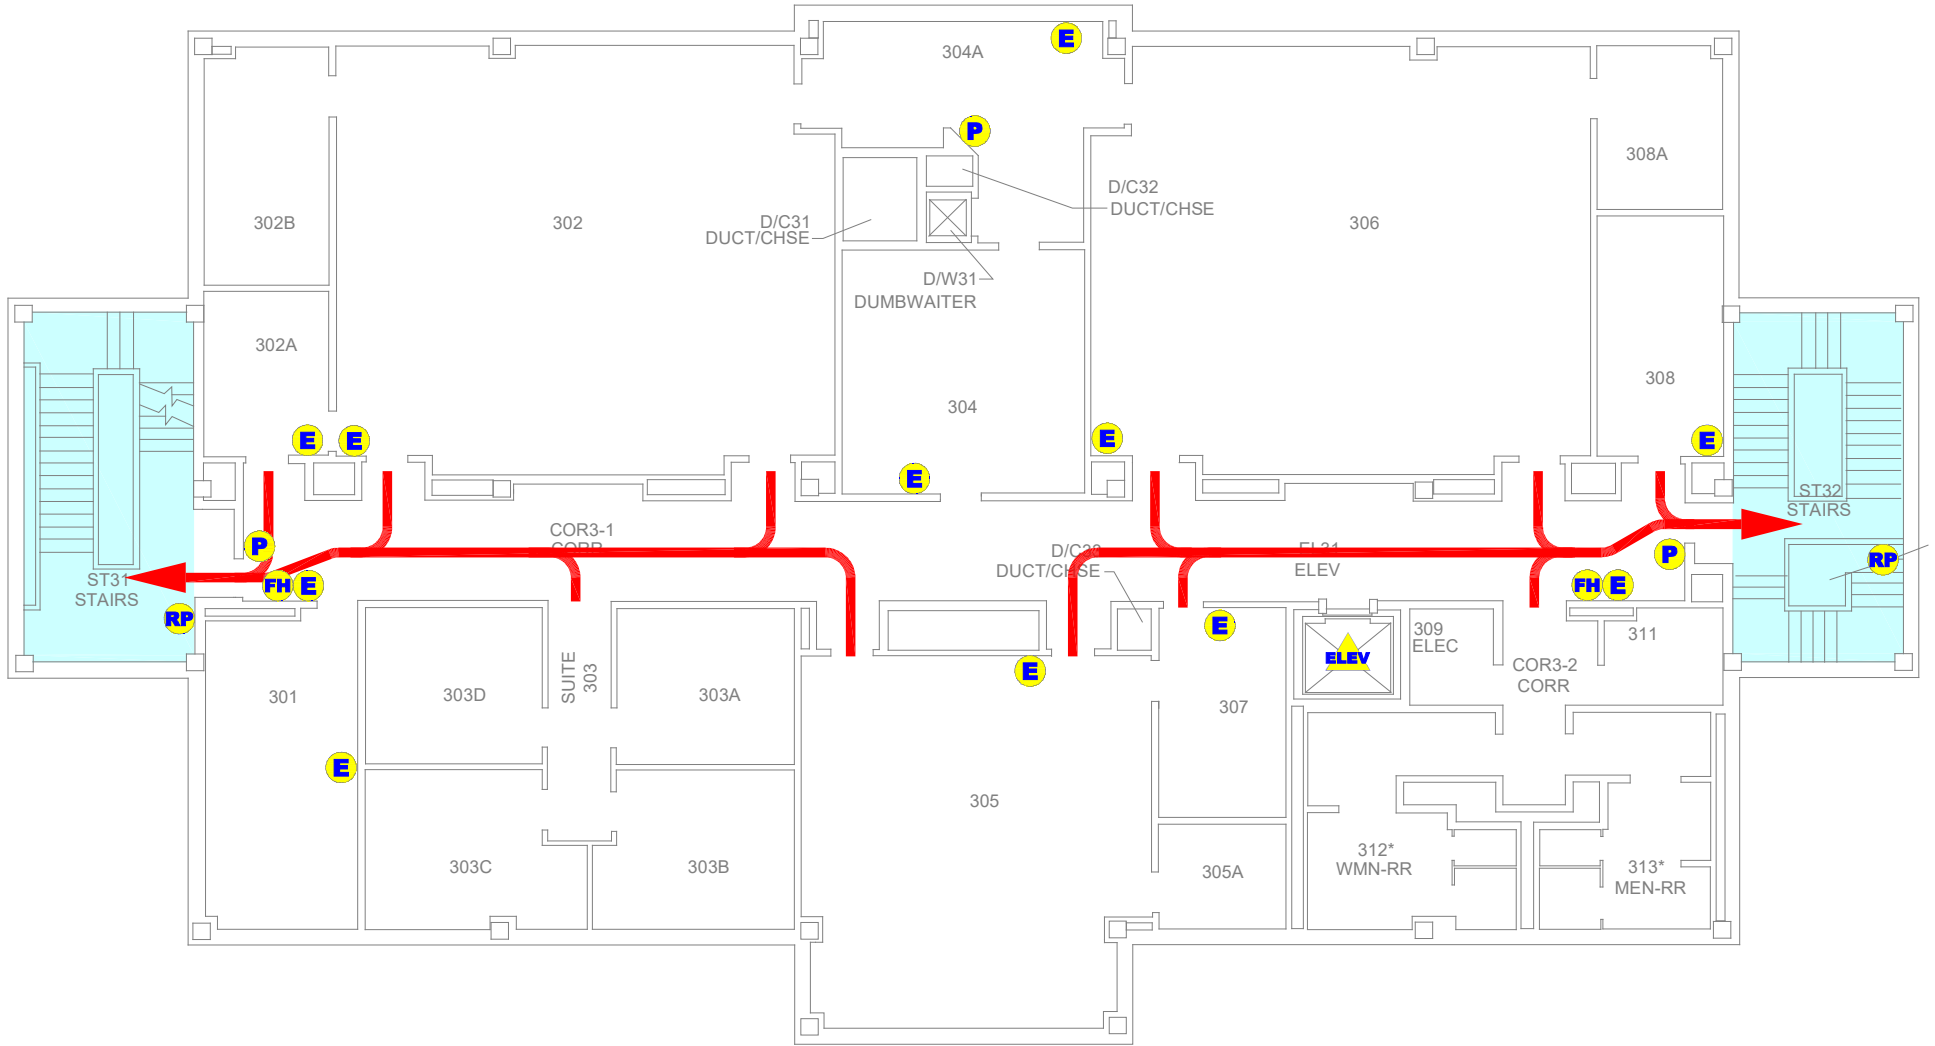 E
304A
P
308A
D/C32
DUCT/CHSE
302B
302
D/C31
DUCT/CHSE
306
D/W31
DUMBWAITER
302A
308
304
E
E
E
E
E
ST32
STAIRS
COR3-1
CORR
P
D/C33
DUCT/CHSE
EL31
ELEV
P
RP
ST31
STAIRS
FH
E
FH
E
RP
E
309
ELEC
311
ELEV
E
SUITE
303
COR3-2
CORR
301
303D
303A
307
E
305
312*
WMN-RR
303C
303B
305A
313*
MEN-RR